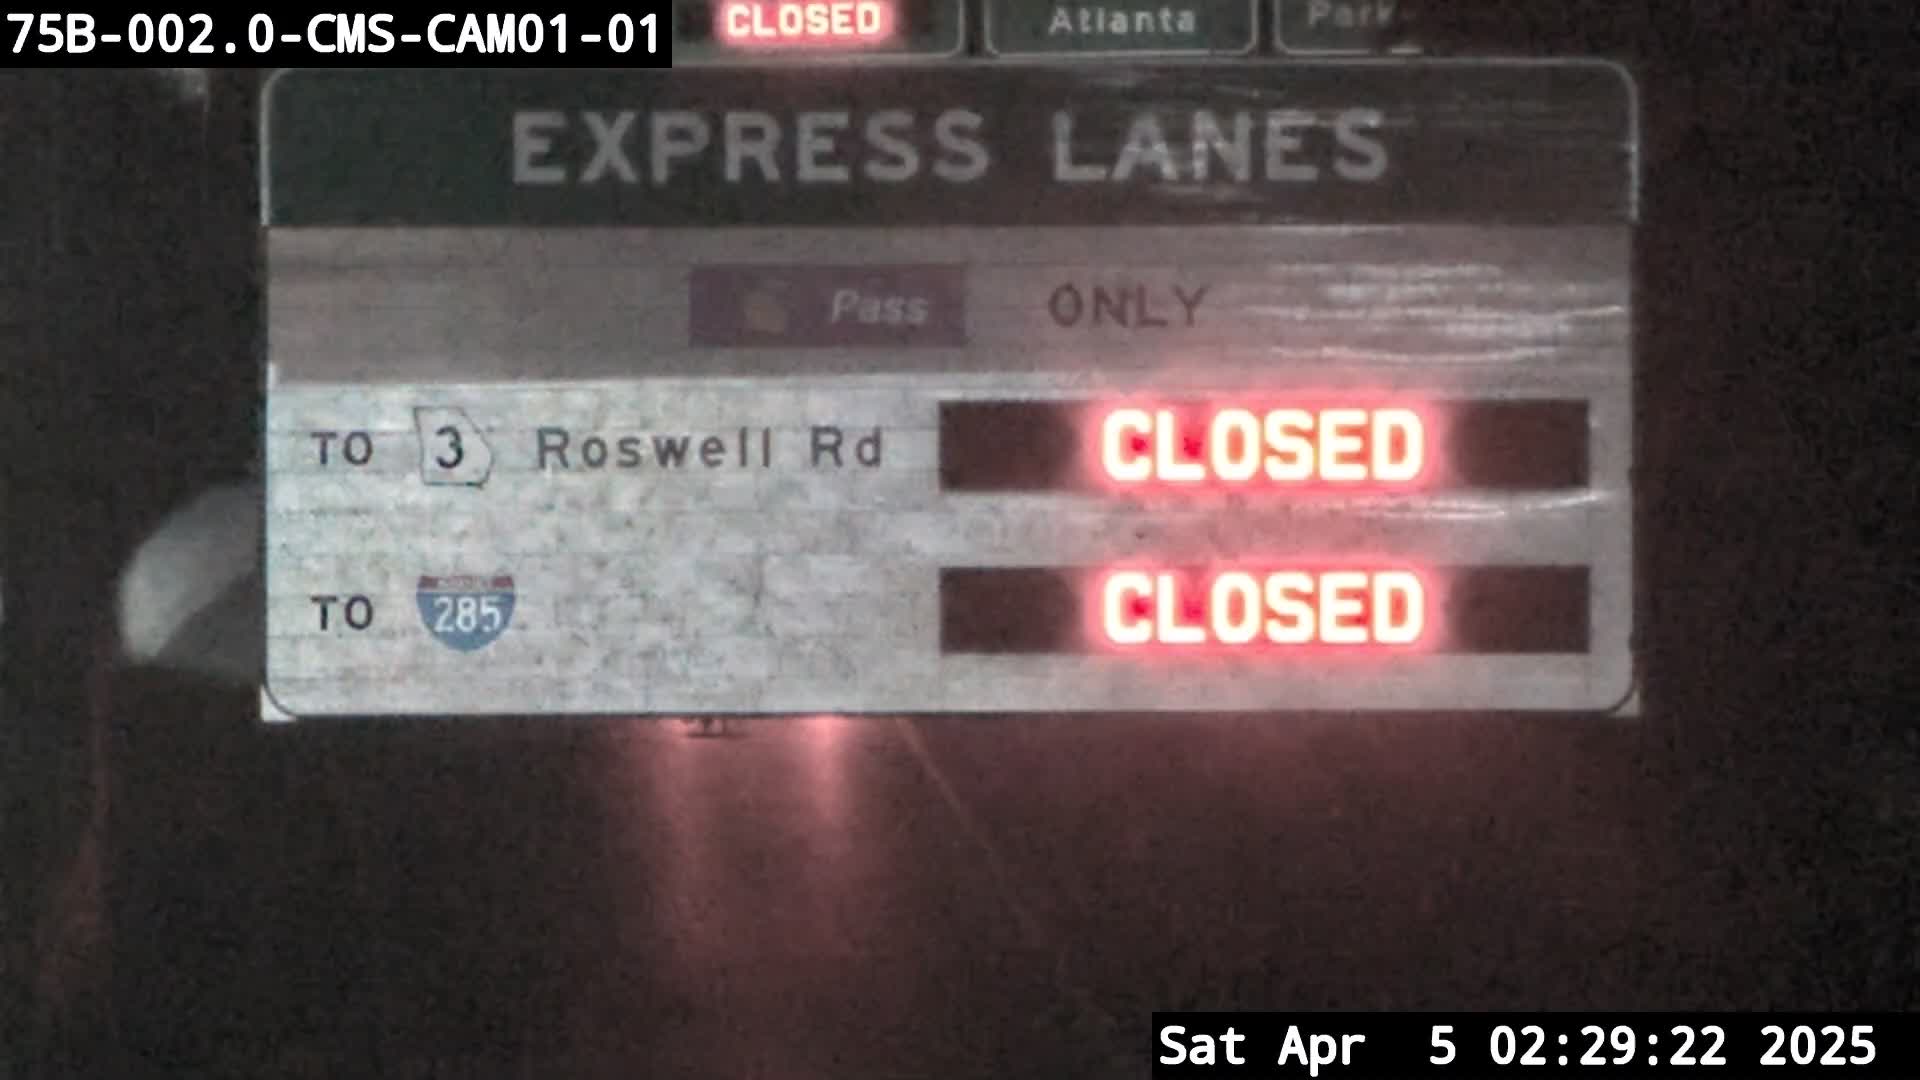 75B-002.0-CMS-CAM01-01
CLOSED
Atlanta
Park
EXPRESS LANES
Pass ONLY
TO 3 Roswell Rd CLOSED
TO 285 CLOSED
Sat Apr 5 02:29:22 2025